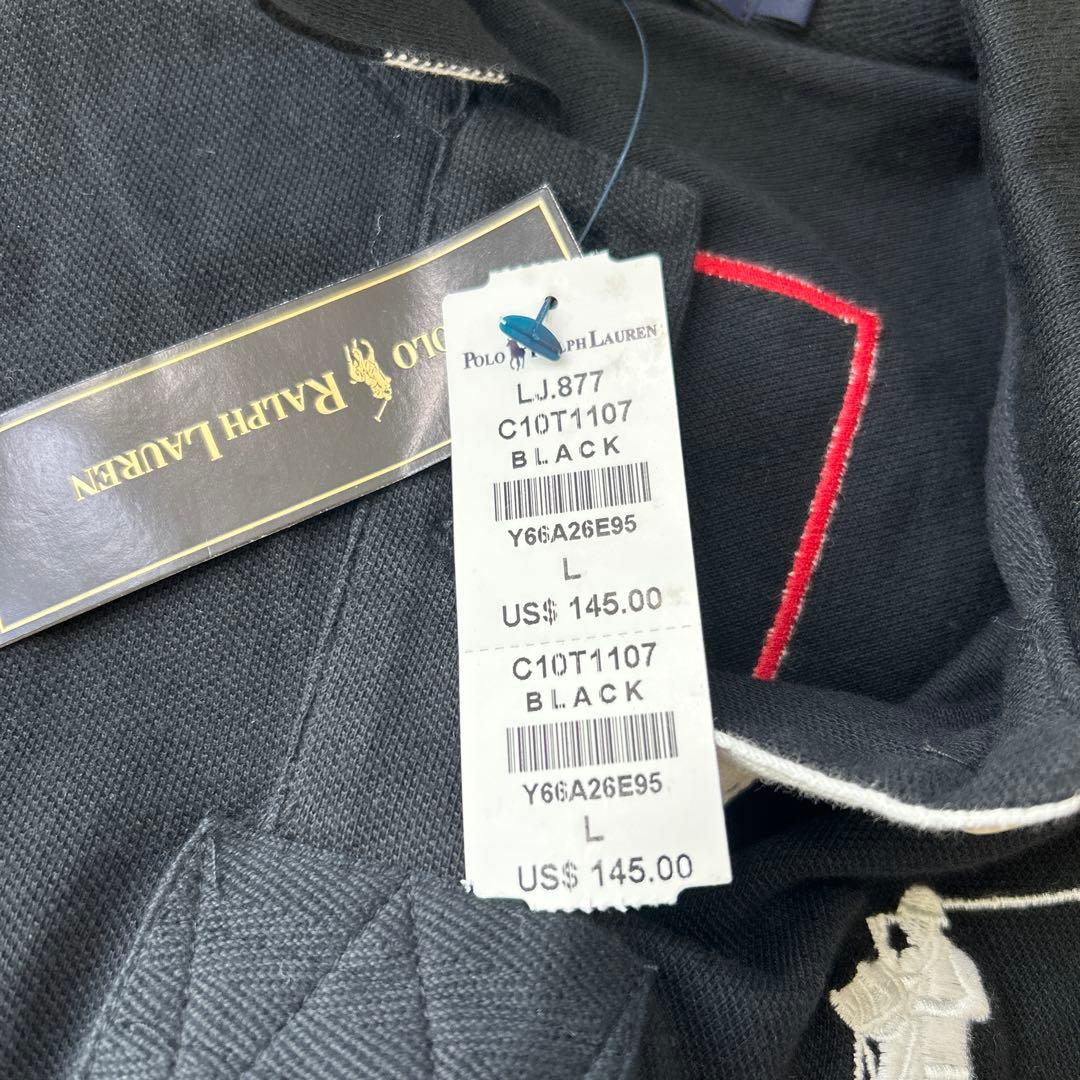 POLO RALPH LAUREN
POLO RALPH LAUREN
LJ.877
C10T1107
BLACK
Y66A26E95
L
US$ 145.00
C10T1107
BLACK
Y66A26E95
L
US$ 145.00